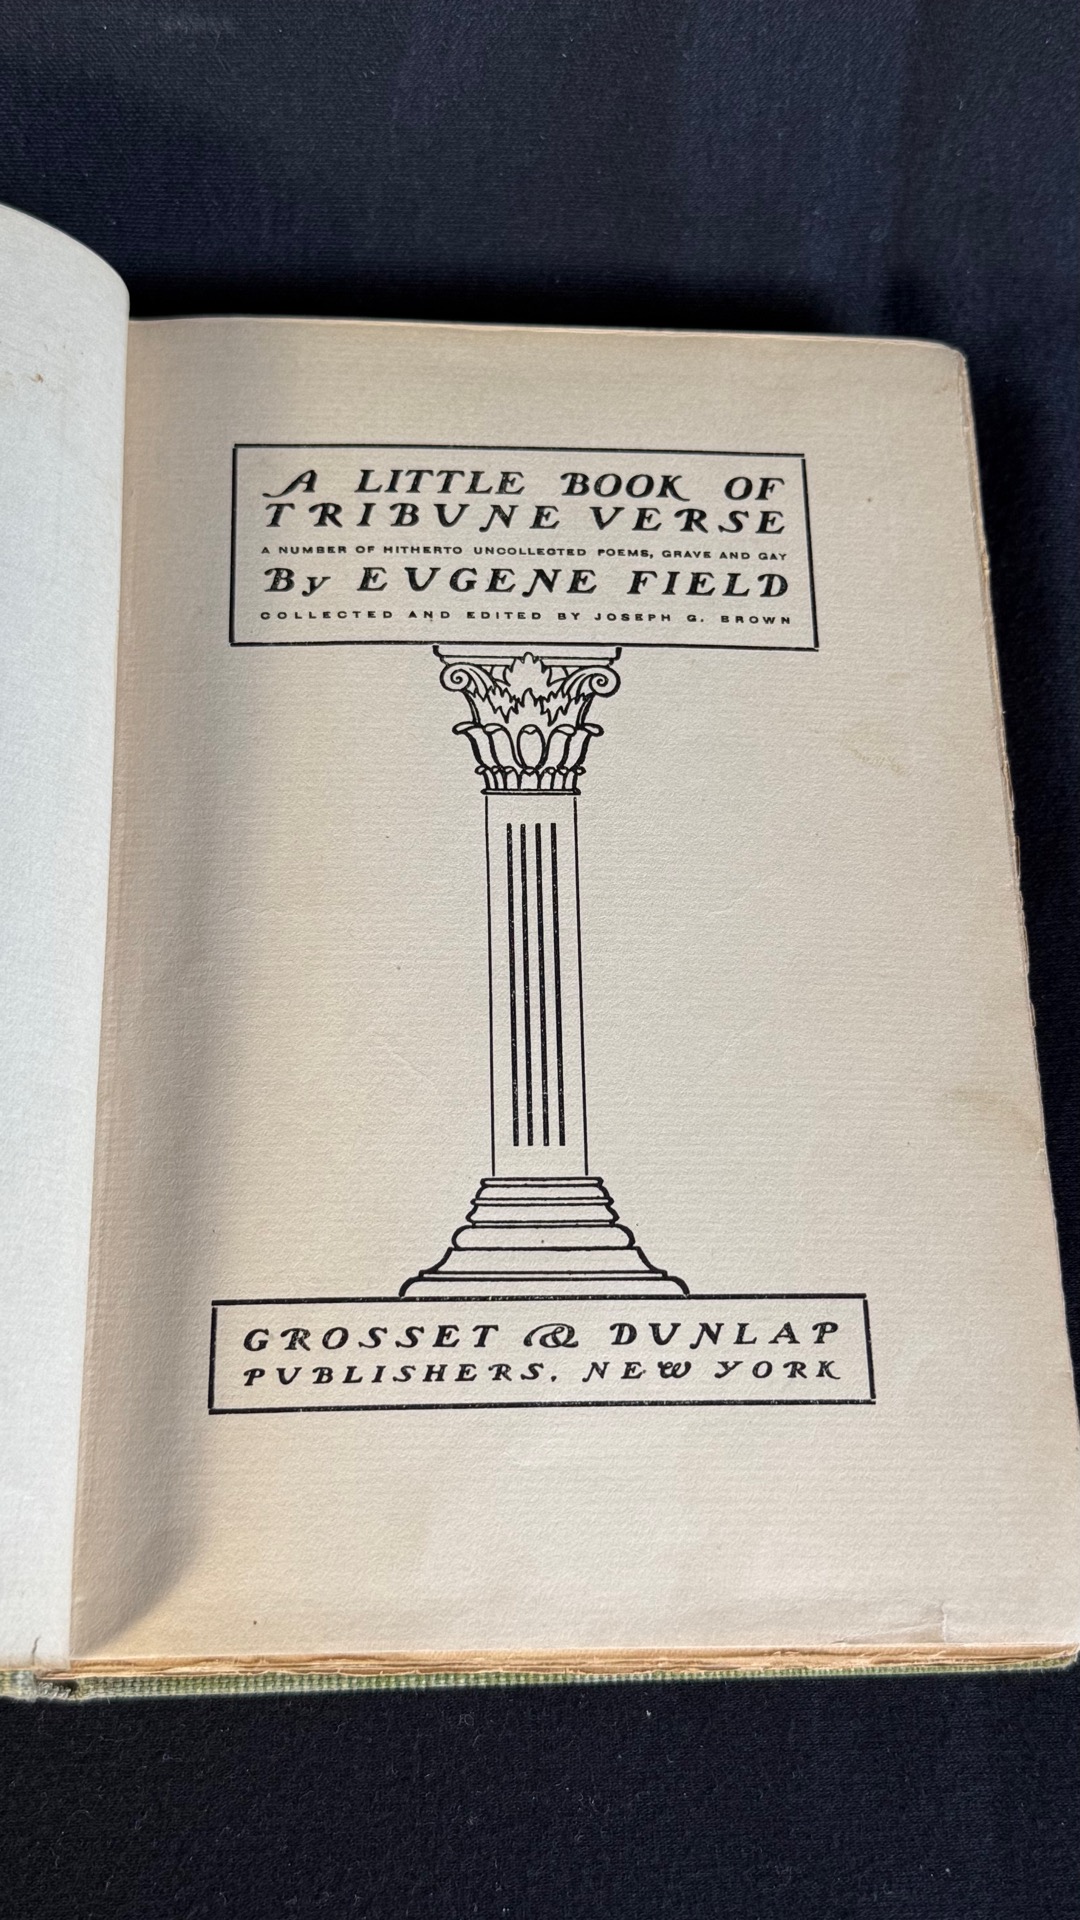 A LITTLE BOOK OF
TRIBUNE VERSE
A NUMBER OF HITHERTO UNCOLLECTED POEMS, GRAVE AND GAY
By EUGENE FIELD
COLLECTED AND EDITED BY JOSEPH G. BROWN
GROSSET & DUNLAP
PUBLISHERS. NEW YORK